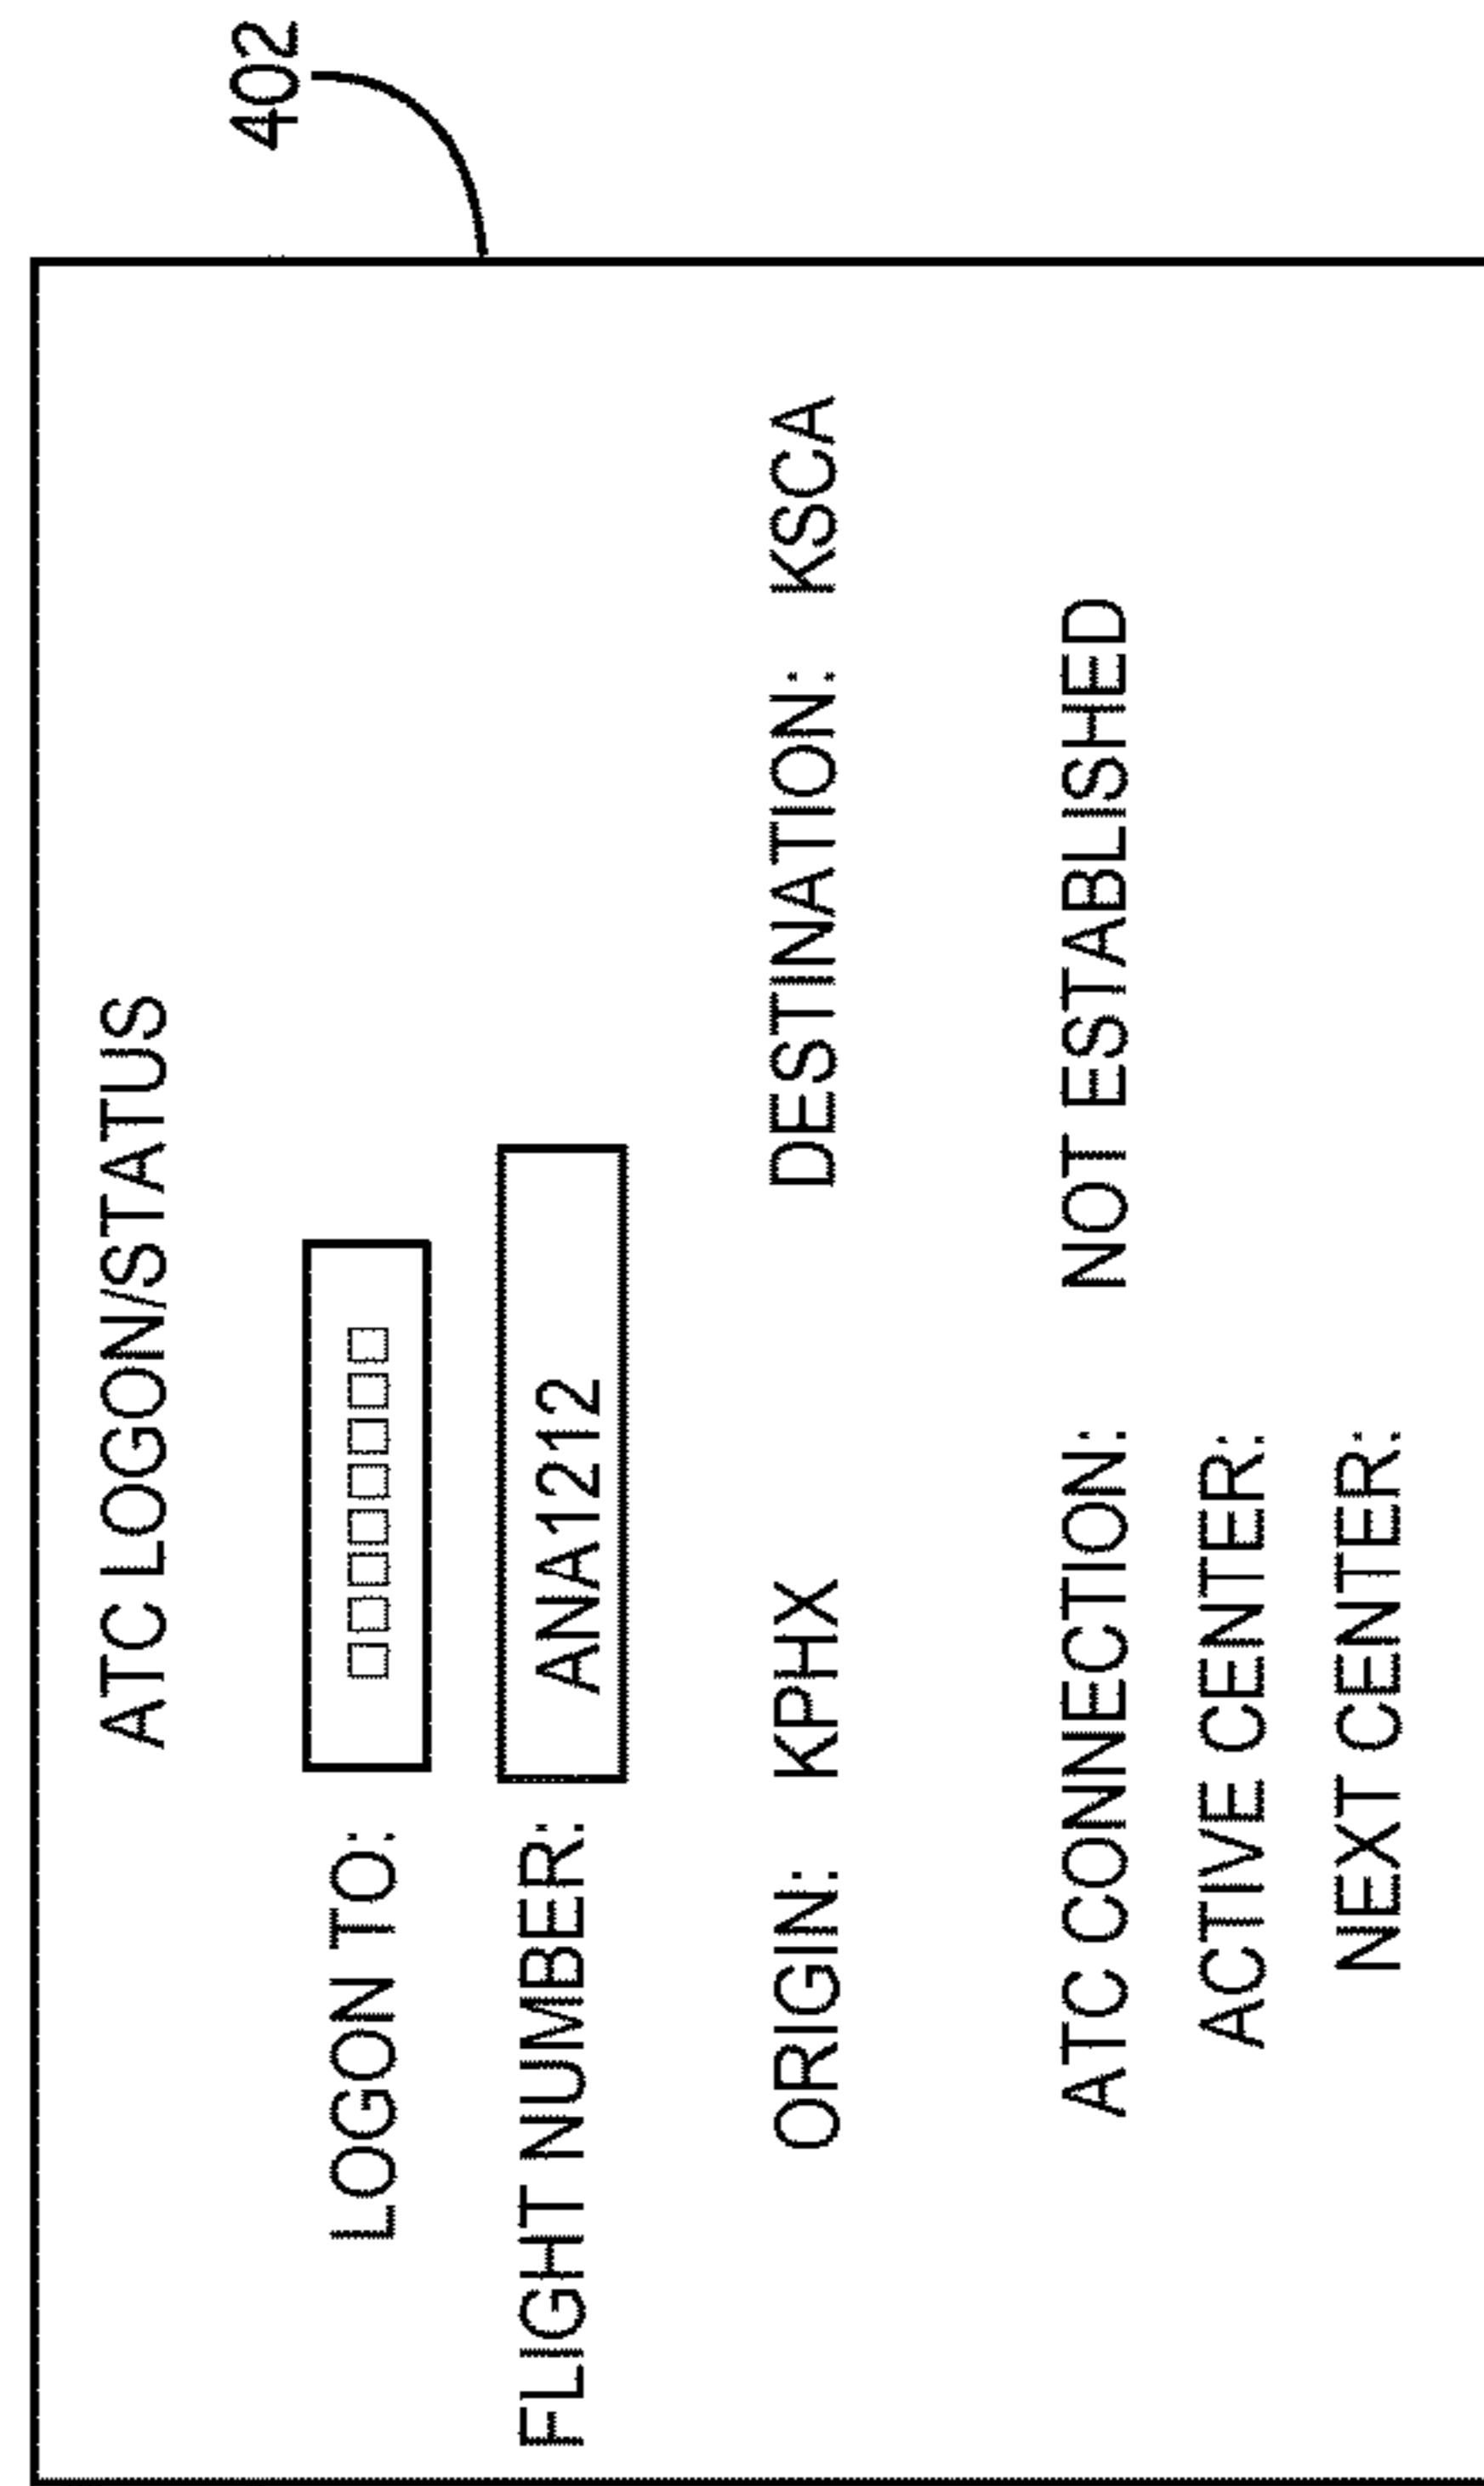 402
ATC LOGON/STATUS
LOGON TO: □□□□□□□□
FLIGHT NUMBER: ANA1212
ORIGIN: KPHX DESTINATION: KSCA
ATC CONNECTION: NOT ESTABLISHED
ACTIVE CENTER:
NEXT CENTER: